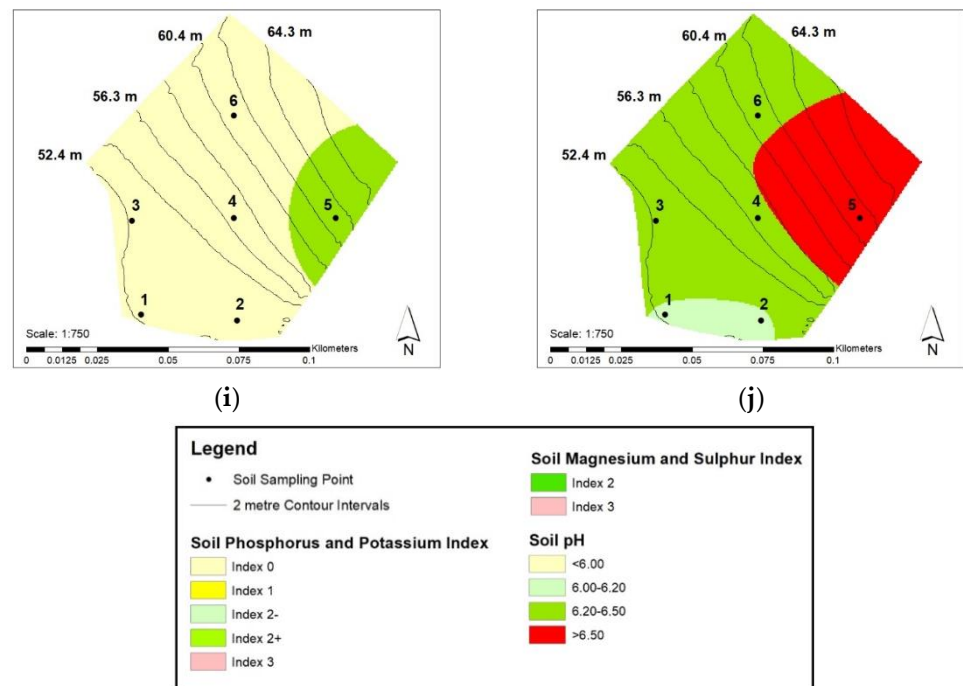 60.4 m
64.3 m
56.3 m
52.4 m
6
3
4
5
1
2
Scale: 1:750
Kilometers
0 0.0125 0.025 0.05 0.075 0.1
N
(i)
60.4 m
64.3 m
56.3 m
52.4 m
6
3
4
5
1
2
Scale: 1:750
Kilometers
0 0.0125 0.025 0.05 0.075 0.1
N
(j)
Legend
Soil Sampling Point
2 metre Contour Intervals
Soil Phosphorus and Potassium Index
Index 0
Index 1
Index 2-
Index 2+
Index 3
Soil Magnesium and Sulphur Index
Index 2
Index 3
Soil pH
<6.00
6.00-6.20
6.20-6.50
>6.50